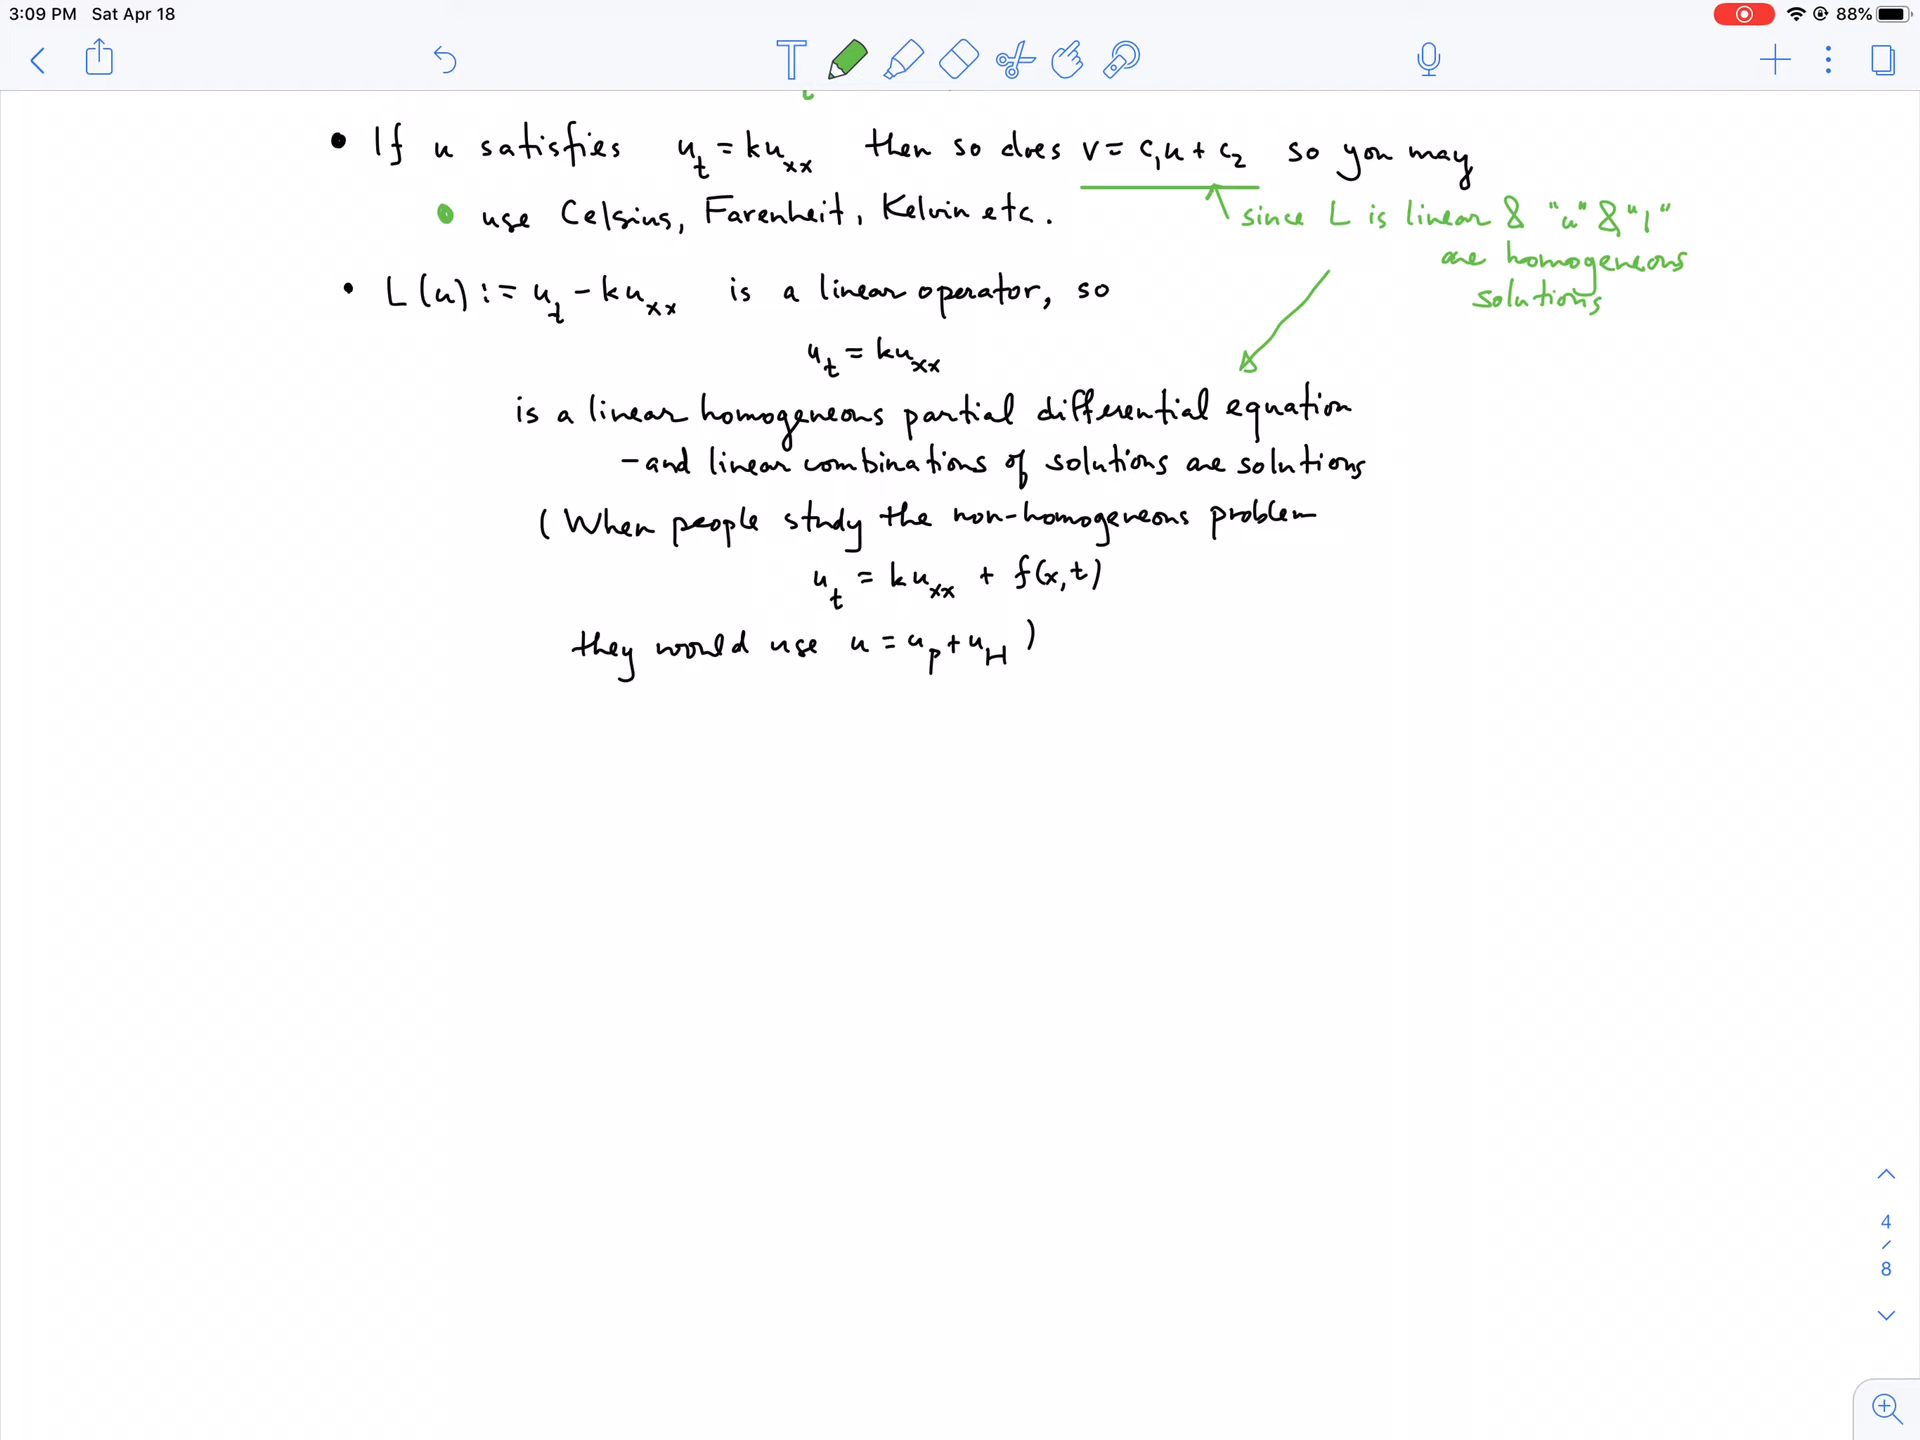 3:09 PM Sat Apr 18
88%
T
• If u satisfies u_t = ku_xx then so does v = c_1u + c_2 so you may
• use Celsius, Farenheit, Kelvin etc.
since L is linear & "u" & "1"
are homogeneous
solutions
• L(u) := u_t - ku_xx is a linear operator, so
u_t = ku_xx
is a linear homogeneous partial differential equation
- and linear combinations of solutions are solutions
(When people study the non-homogeneous problem
u_t = ku_xx + f(x,t)
they would use u = u_p + u_H )
4
/
8